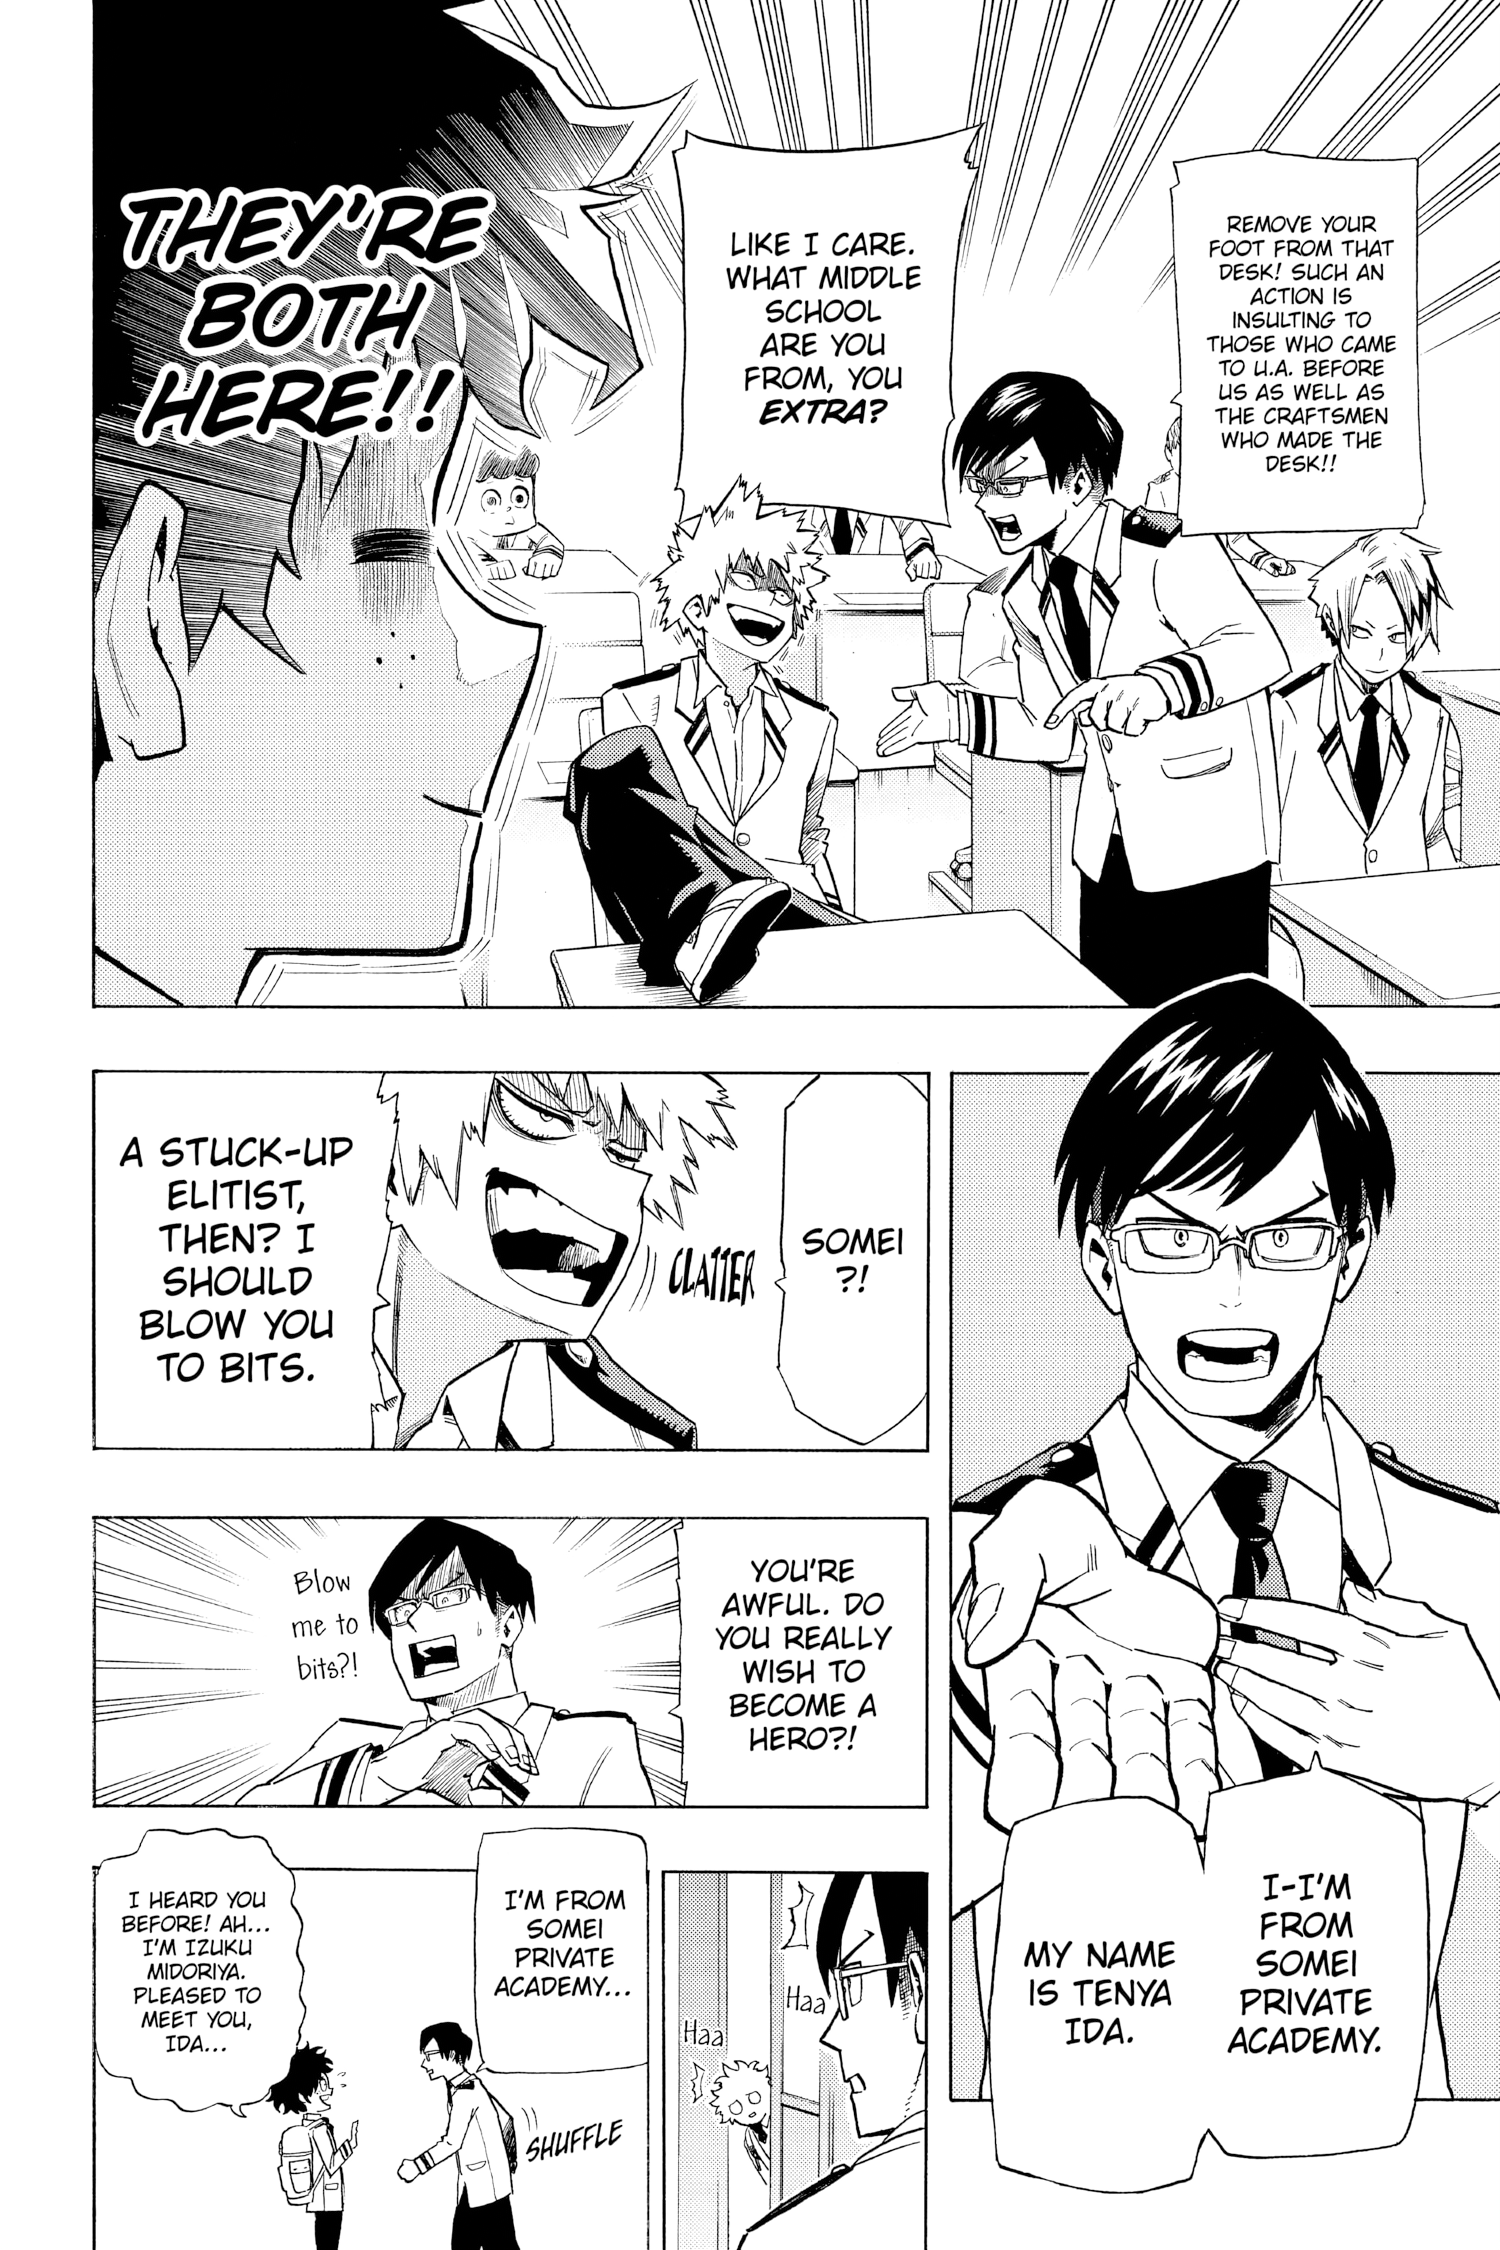 REMOVE YOUR
FOOT FROM THAT
DESK! SUCH AN
ACTION IS
INSULTING TO
THOSE WHO CAME
TO U.A. BEFORE
US AS WELL AS
THE CRAFTSMEN
WHO MADE THE
DESK!!
LIKE I CARE.
WHAT MIDDLE
SCHOOL
ARE YOU
FROM, YOU
EXTRA?
THEY'RE
BOTH
HERE!!
I-I'M
FROM
SOMEI
PRIVATE
ACADEMY.
MY NAME
IS TENYA
IDA.
SOMEI
?!
CLATTER
A STUCK-UP
ELITIST,
THEN? I
SHOULD
BLOW YOU
TO BITS.
YOU'RE
AWFUL. DO
YOU REALLY
WISH TO
BECOME A
HERO?!
Blow
me to
bits?!
Haa
Haa
I'M FROM
SOMEI
PRIVATE
ACADEMY...
SHUFFLE
I HEARD YOU
BEFORE! AH...
I'M IZUKU
MIDORIYA.
PLEASED TO
MEET YOU,
IDA...